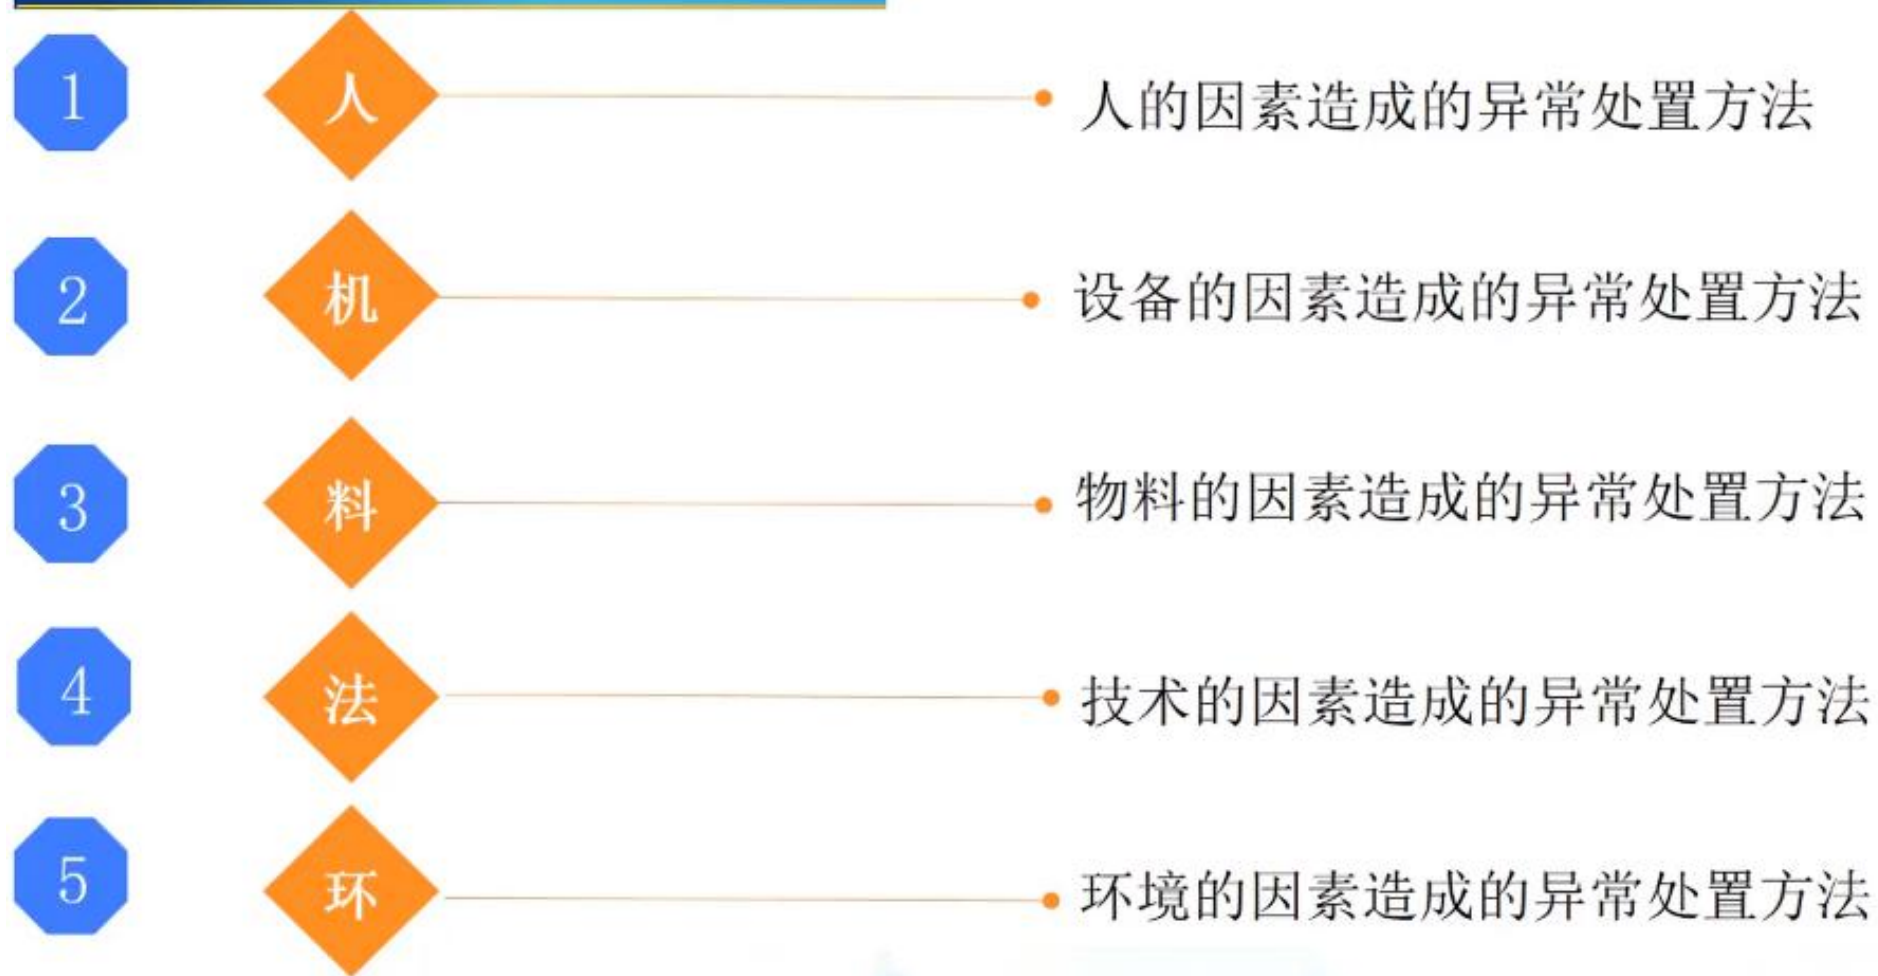 1 人 人的因素造成的异常处置方法
2 机 设备的因素造成的异常处置方法
3 料 物料的因素造成的异常处置方法
4 法 技术的因素造成的异常处置方法
5 环 环境的因素造成的异常处置方法